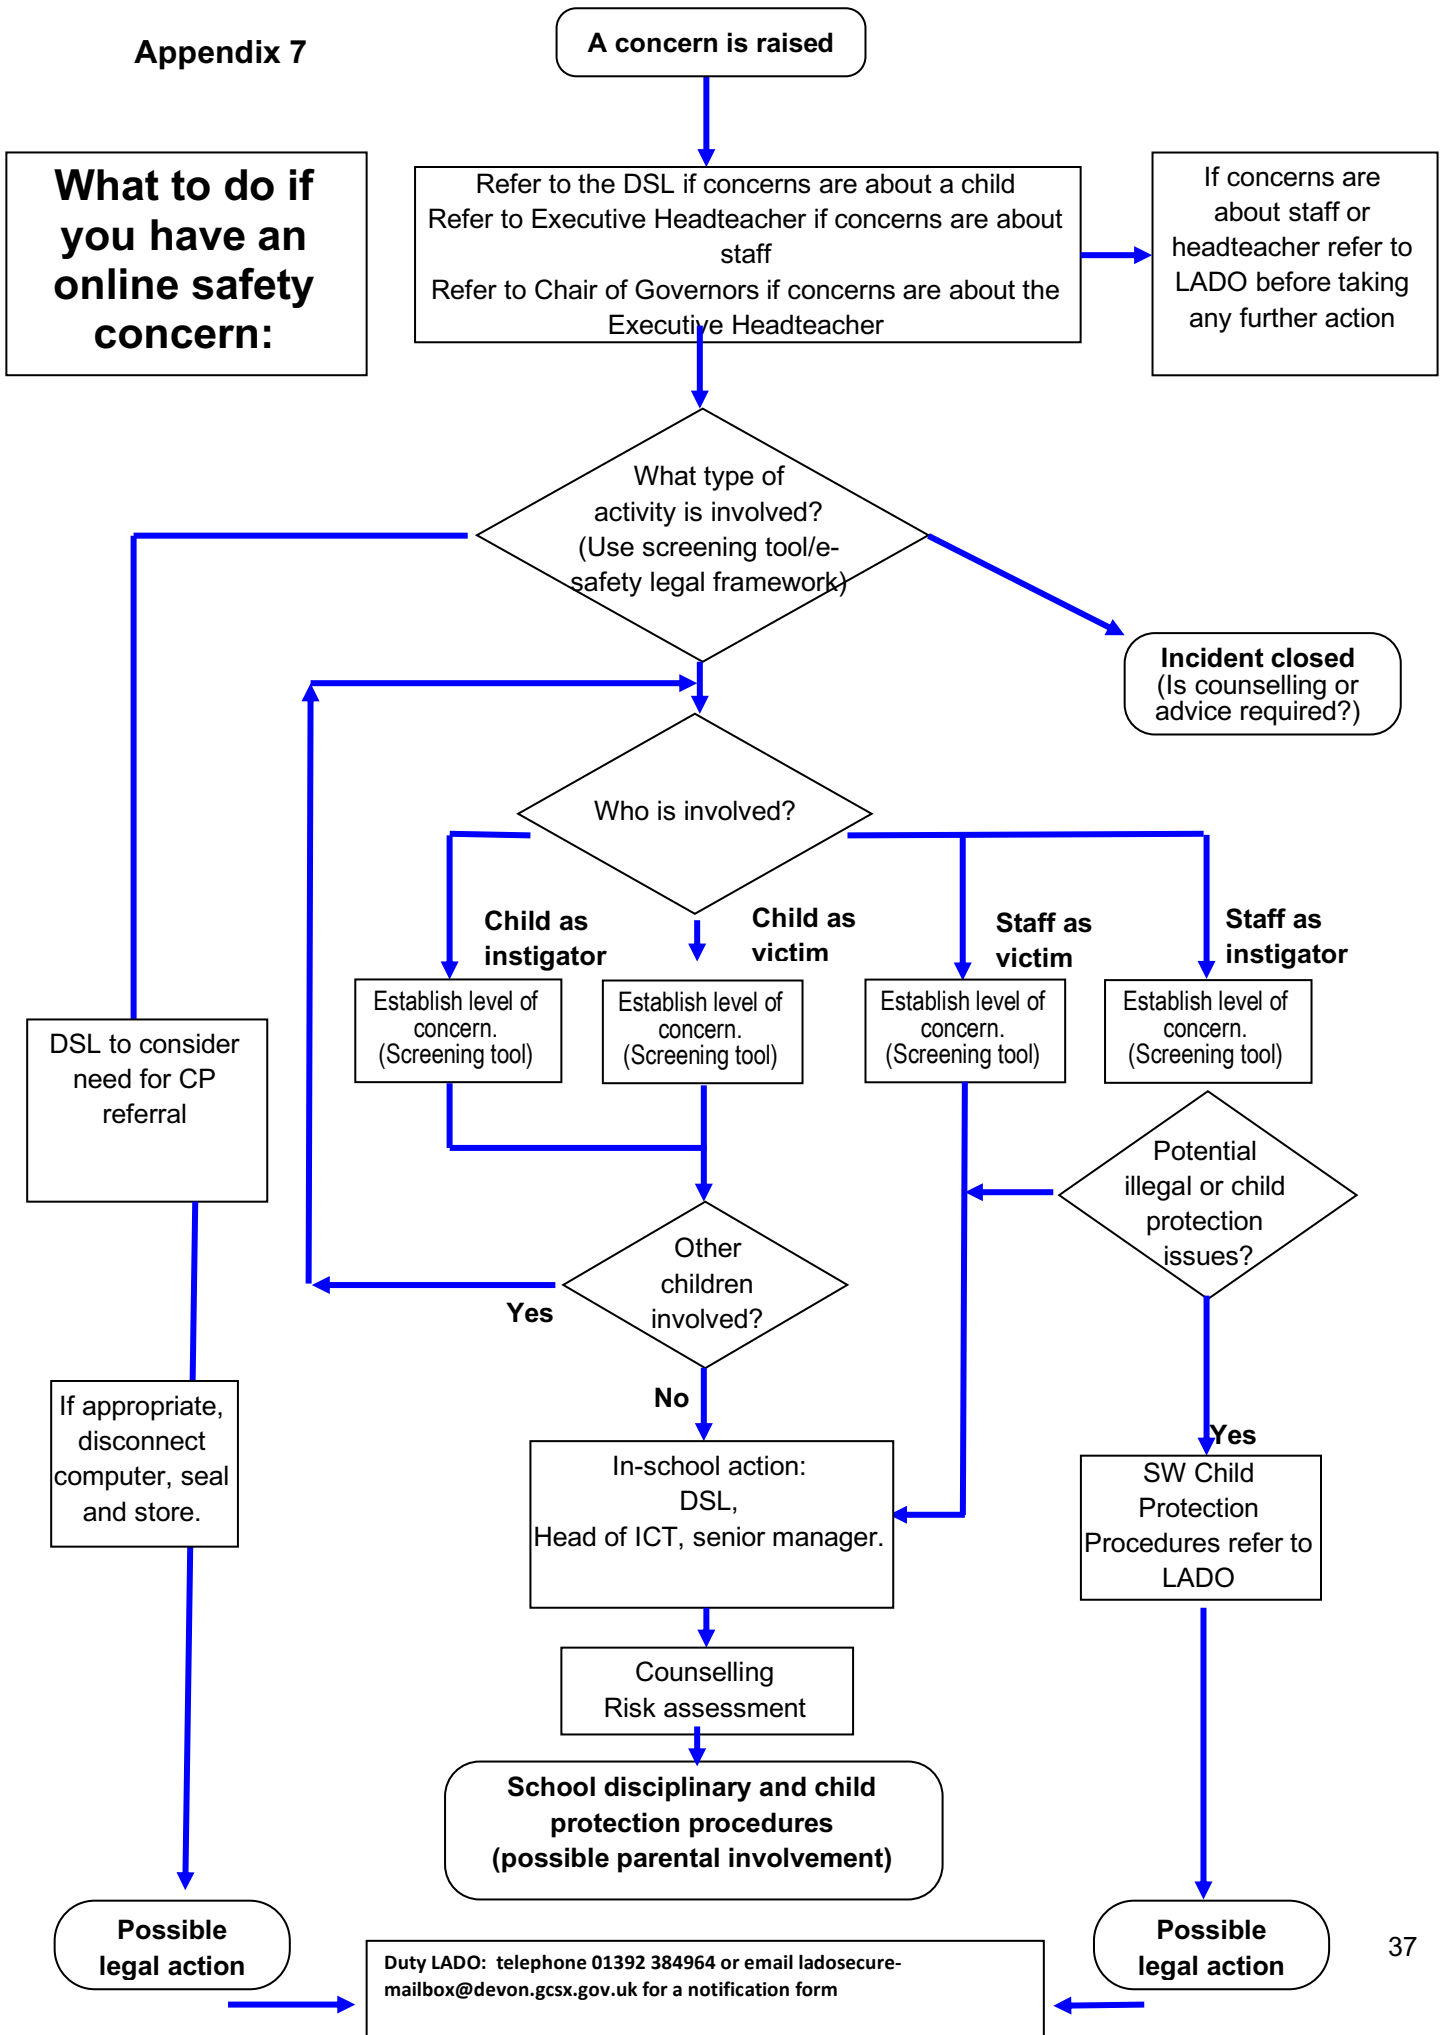 Appendix 7
A concern is raised
What to do if
you have an
online safety
concern:
Refer to the DSL if concerns are about a child
Refer to Executive Headteacher if concerns are about
staff
Refer to Chair of Governors if concerns are about the
Executive Headteacher
If concerns are
about staff or
headteacher refer to
LADO before taking
any further action
What type of
activity is involved?
(Use screening tool/e-
safety legal framework)
Incident closed
(Is counselling or
advice required?)
Who is involved?
Child as
instigator
Child as
victim
Staff as
victim
Staff as
instigator
Establish level of
concern.
(Screening tool)
Establish level of
concern.
(Screening tool)
Establish level of
concern.
(Screening tool)
Establish level of
concern.
(Screening tool)
DSL to consider
need for CP
referral
Potential
illegal or child
protection
issues?
Other
children
involved?
Yes
No
If appropriate,
disconnect
computer, seal
and store.
In-school action:
DSL,
Head of ICT, senior manager.
Yes
SW Child
Protection
Procedures refer to
LADO
Counselling
Risk assessment
School disciplinary and child
protection procedures
(possible parental involvement)
Possible
legal action
Possible
legal action
Duty LADO: telephone 01392 384964 or email ladosecure-
mailbox@devon.gcsx.gov.uk for a notification form
37